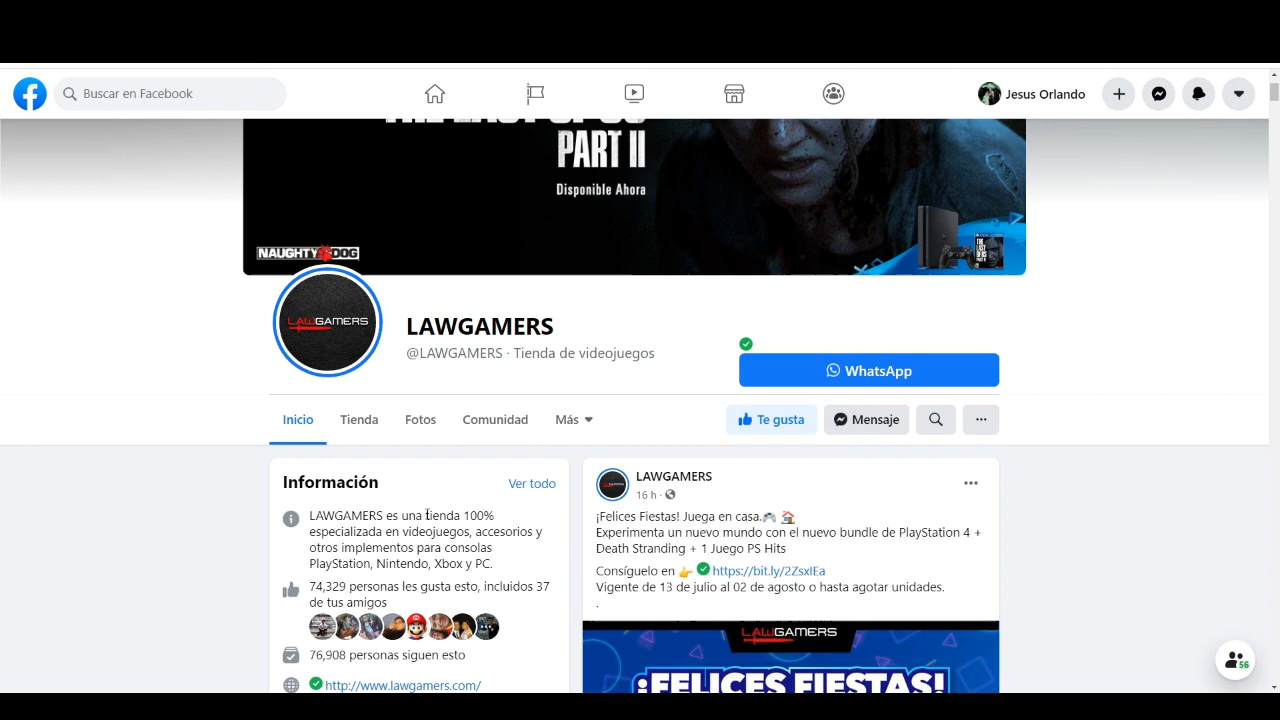 Buscar en Facebook
Jesus Orlando
PART II
Disponible Ahora
NAUGHTY DOG
LAWGAMERS
LAWGAMERS
@LAWGAMERS · Tienda de videojuegos
WhatsApp
Inicio
Tienda
Fotos
Comunidad
Más
Te gusta
Mensaje
Información
Ver todo
LAWGAMERS es una tienda 100%
especializada en videojuegos, accesorios y
otros implementos para consolas
PlayStation, Nintendo, Xbox y PC.
74,329 personas les gusta esto, incluidos 37
de tus amigos
76,908 personas siguen esto
http://www.lawgamers.com/
LAWGAMERS
16 h ·
¡Felices Fiestas! Juega en casa.🎮 🏠
Experimenta un nuevo mundo con el nuevo bundle de PlayStation 4 +
Death Stranding + 1 Juego PS Hits
Consíguelo en 👉 https://bit.ly/2ZsxlEa
Vigente de 13 de julio al 02 de agosto o hasta agotar unidades.
.
LAWGAMERS
¡FELICES FIESTAS!
56